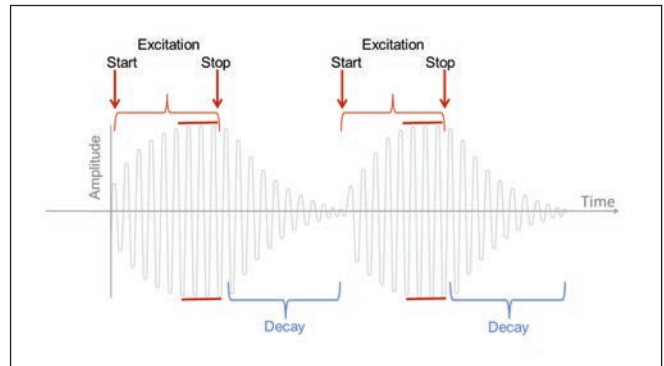 Excitation
Start Stop
Excitation
Start Stop
Amplitude
Time
Decay
Decay